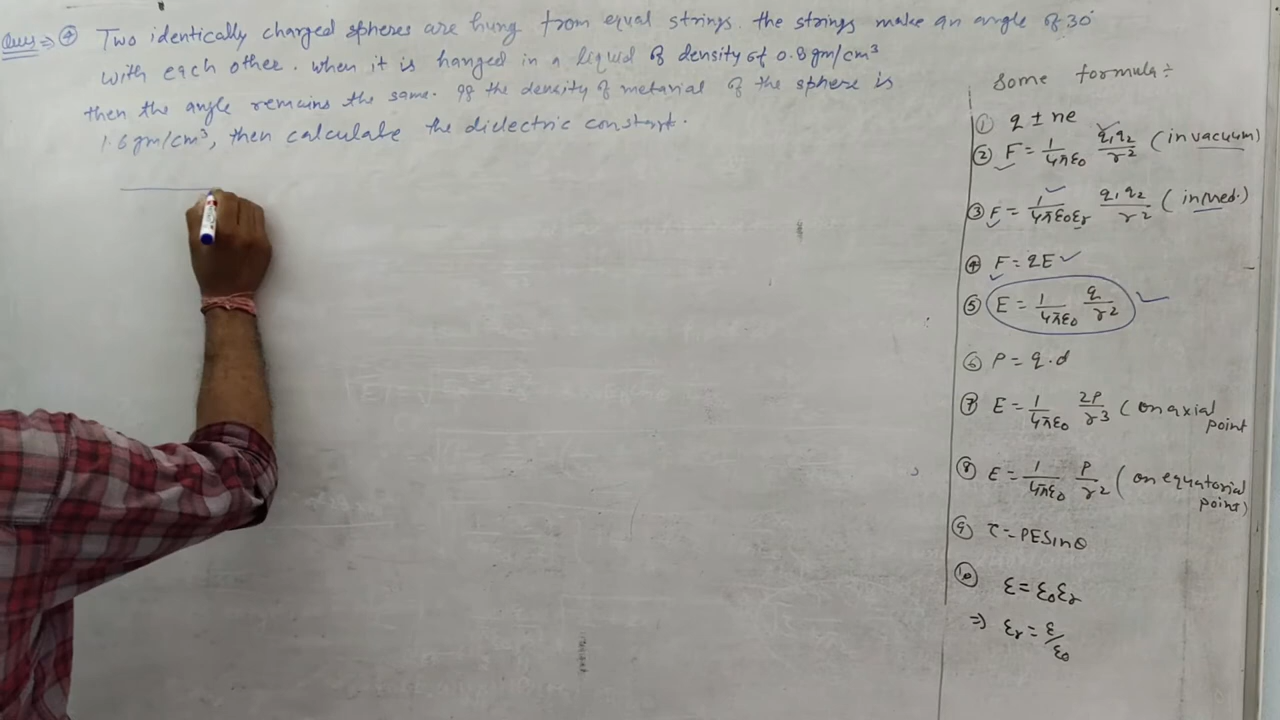 Ques⇒ ④ Two identically charged spheres are hung from equal strings. the strings make an angle of 30°
with each other. when it is hanged in a liquid of density of 0.8 gm/cm³
then the angle remains the same. If the density of metarial of the sphere is
1.6 gm/cm³, then calculate the dielectric constant.
Some formula ÷
① q ± ne
② F = 1/4πε₀ q₁q₂/r² (in vacuum)
③ F = 1/4πε₀εr q₁q₂/r² (in Med.)
④ F = qE
⑤ E = 1/4πε₀ q/r²
⑥ P = q.d
⑦ E = 1/4πε₀ 2P/r³ (on axial
point
⑧ E = 1/4πε₀ P/r² (on equatorial
point)
⑨ τ = PE Sinθ
⑩ ε = ε₀εr
⇒ εr = ε/ε₀